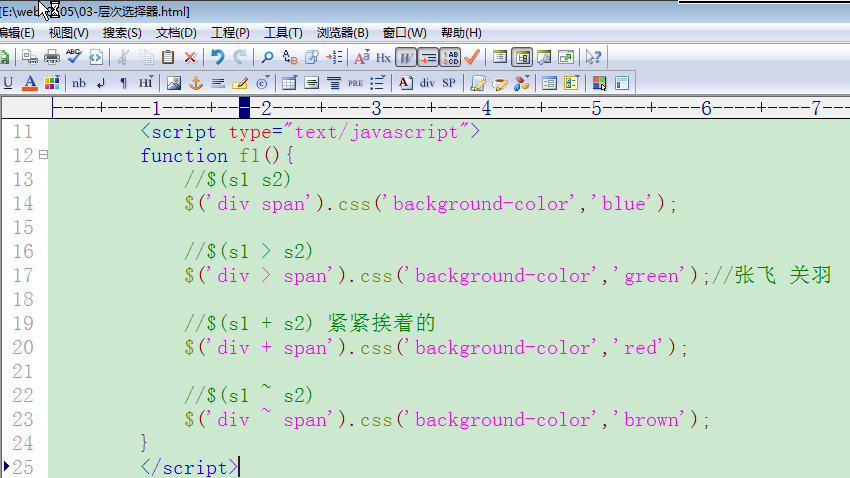 [E:\web 05\03-层次选择器.html]
编辑(E) 视图(V) 搜索(S) 文档(D) 工程(P) 工具(T) 浏览器(B) 窗口(W) 帮助(H)
U A nb ¶ Hi PRE A div SP
----+----1----+----2----+----3----+----4----+----5----+----6----+----7---
11 <script type="text/javascript">
12 function f1(){
13 //$(s1 s2)
14 $('div span').css('background-color','blue');
15
16 //$(s1 > s2)
17 $('div > span').css('background-color','green');//张飞 关羽
18
19 //$(s1 + s2) 紧紧挨着的
20 $('div + span').css('background-color','red');
21
22 //$(s1 ~ s2)
23 $('div ~ span').css('background-color','brown');
24 }
25 </script>